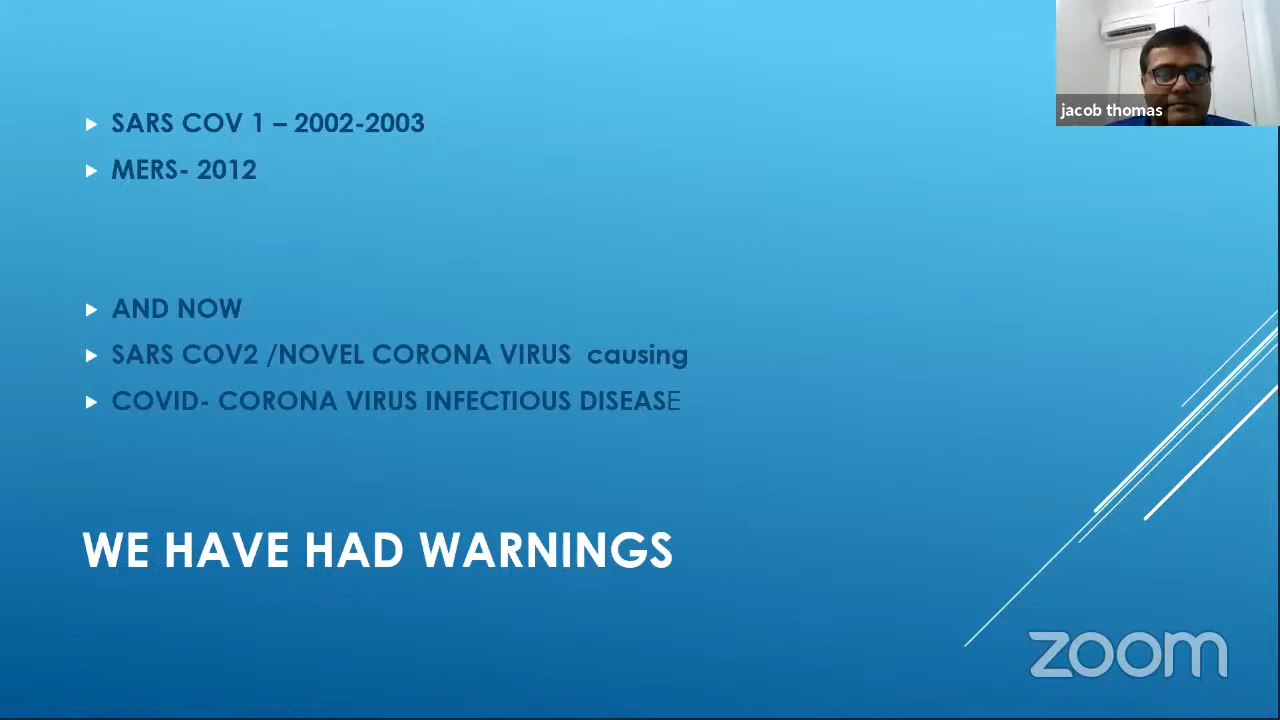 SARS COV 1 – 2002-2003
MERS- 2012
AND NOW
SARS COV2 /NOVEL CORONA VIRUS causing
COVID- CORONA VIRUS INFECTIOUS DISEASE
WE HAVE HAD WARNINGS
jacob thomas
zoom